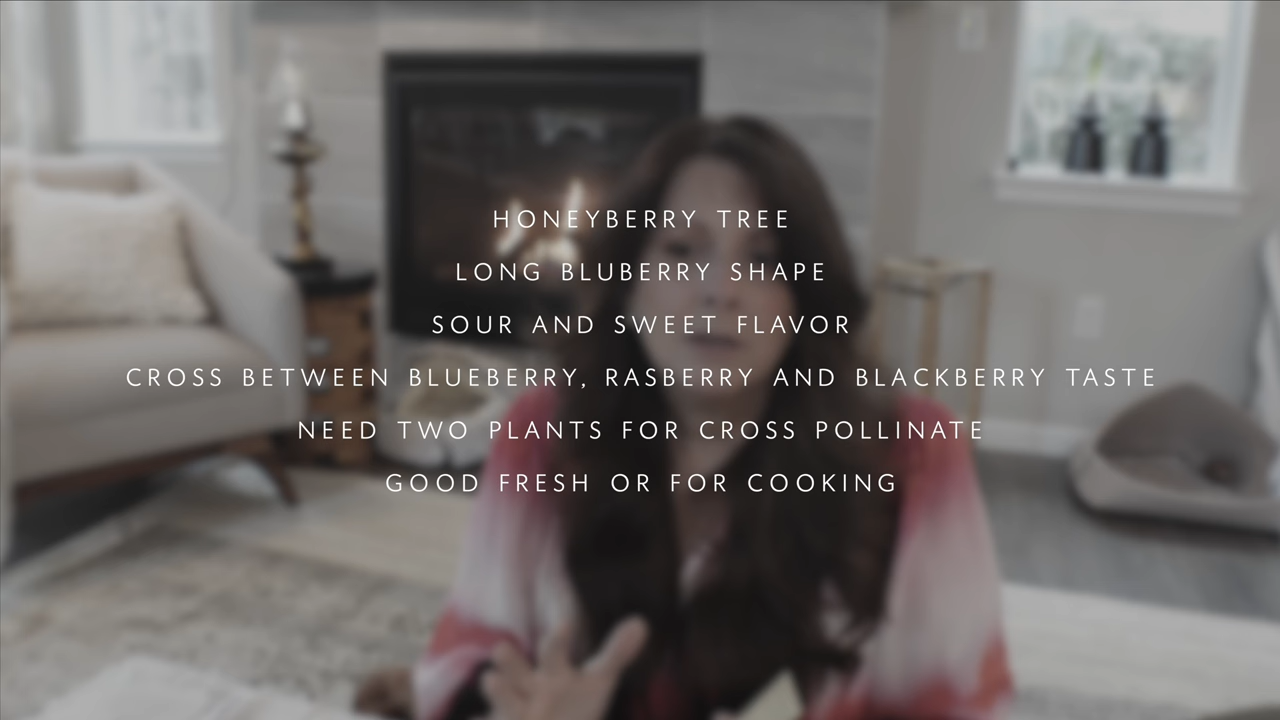 HONEYBERRY TREE
LONG BLUBERRY SHAPE
SOUR AND SWEET FLAVOR
CROSS BETWEEN BLUEBERRY, RASBERRY AND BLACKBERRY TASTE
NEED TWO PLANTS FOR CROSS POLLINATE
GOOD FRESH OR FOR COOKING